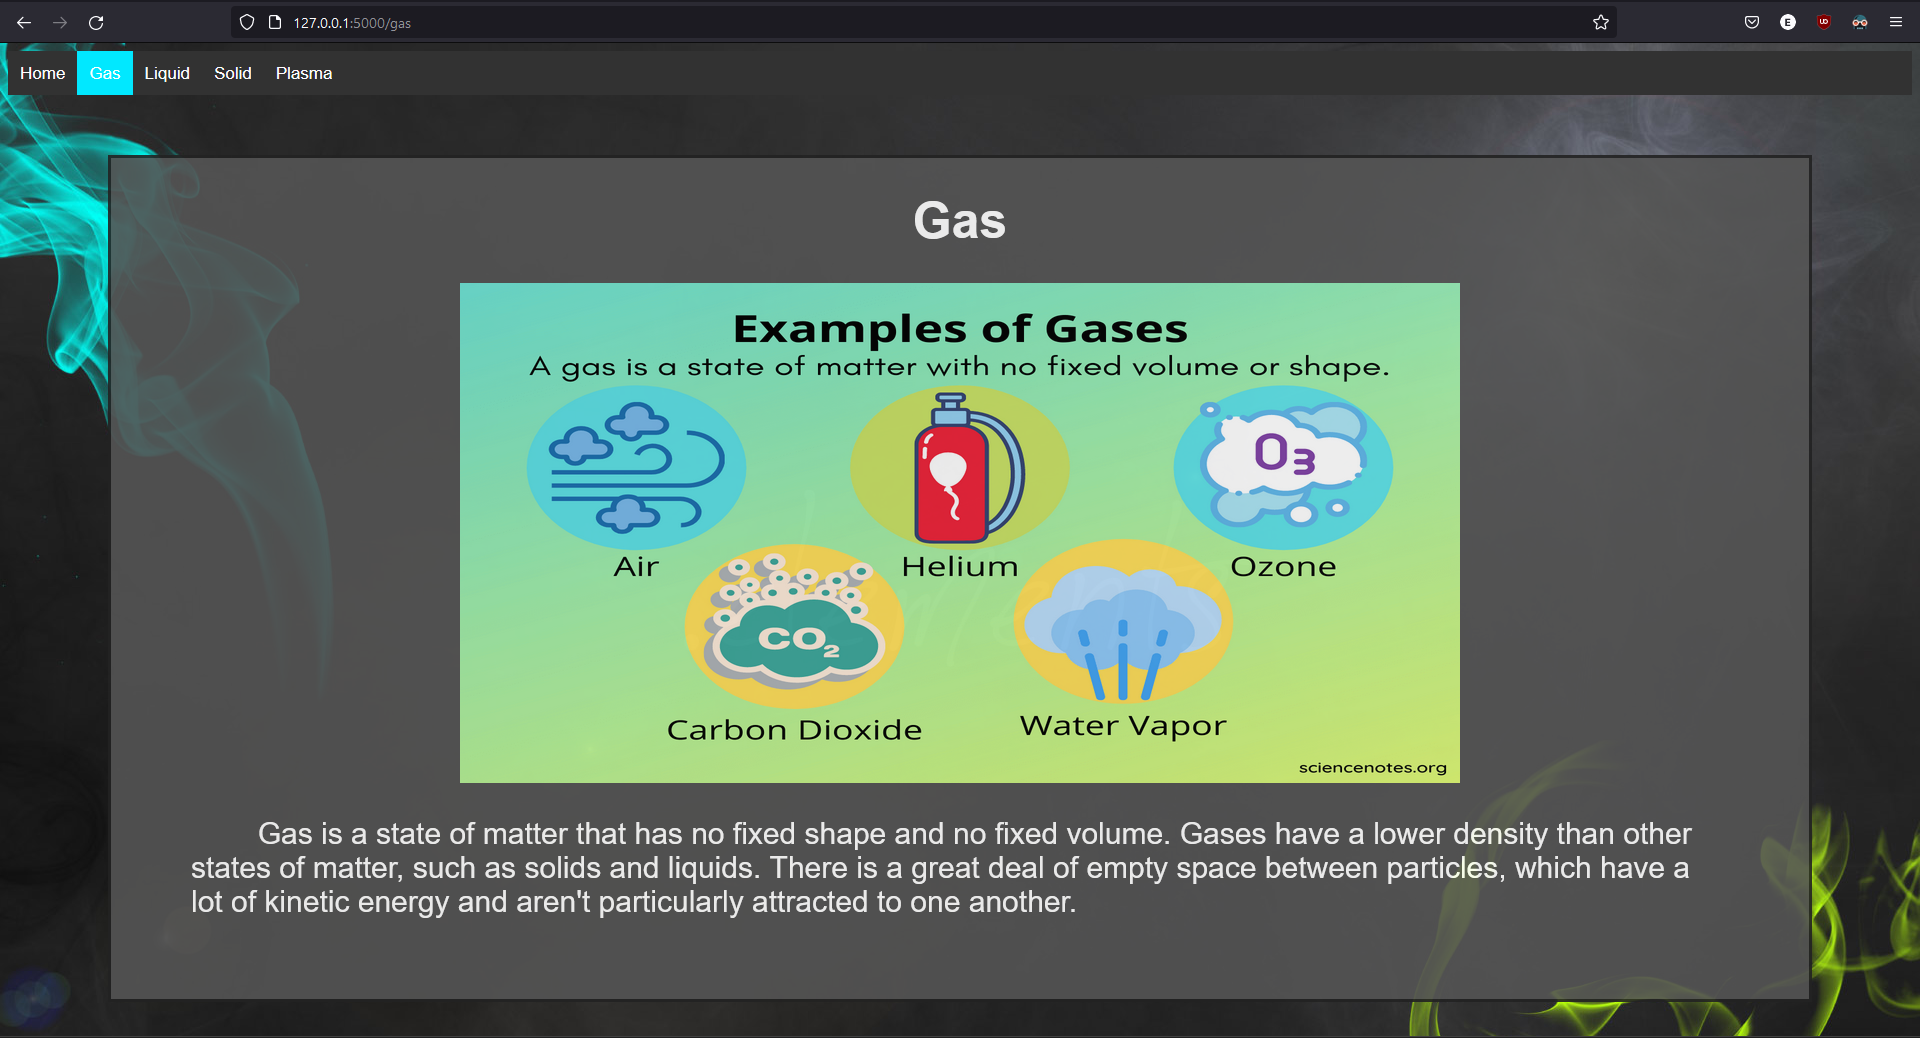 127.0.0.1:5000/gas
Home Gas Liquid Solid Plasma
Gas
Examples of Gases
A gas is a state of matter with no fixed volume or shape.
O3
Air
Helium
Ozone
CO2
Carbon Dioxide
Water Vapor
sciencenotes.org
Gas is a state of matter that has no fixed shape and no fixed volume. Gases have a lower density than other
states of matter, such as solids and liquids. There is a great deal of empty space between particles, which have a
lot of kinetic energy and aren't particularly attracted to one another.